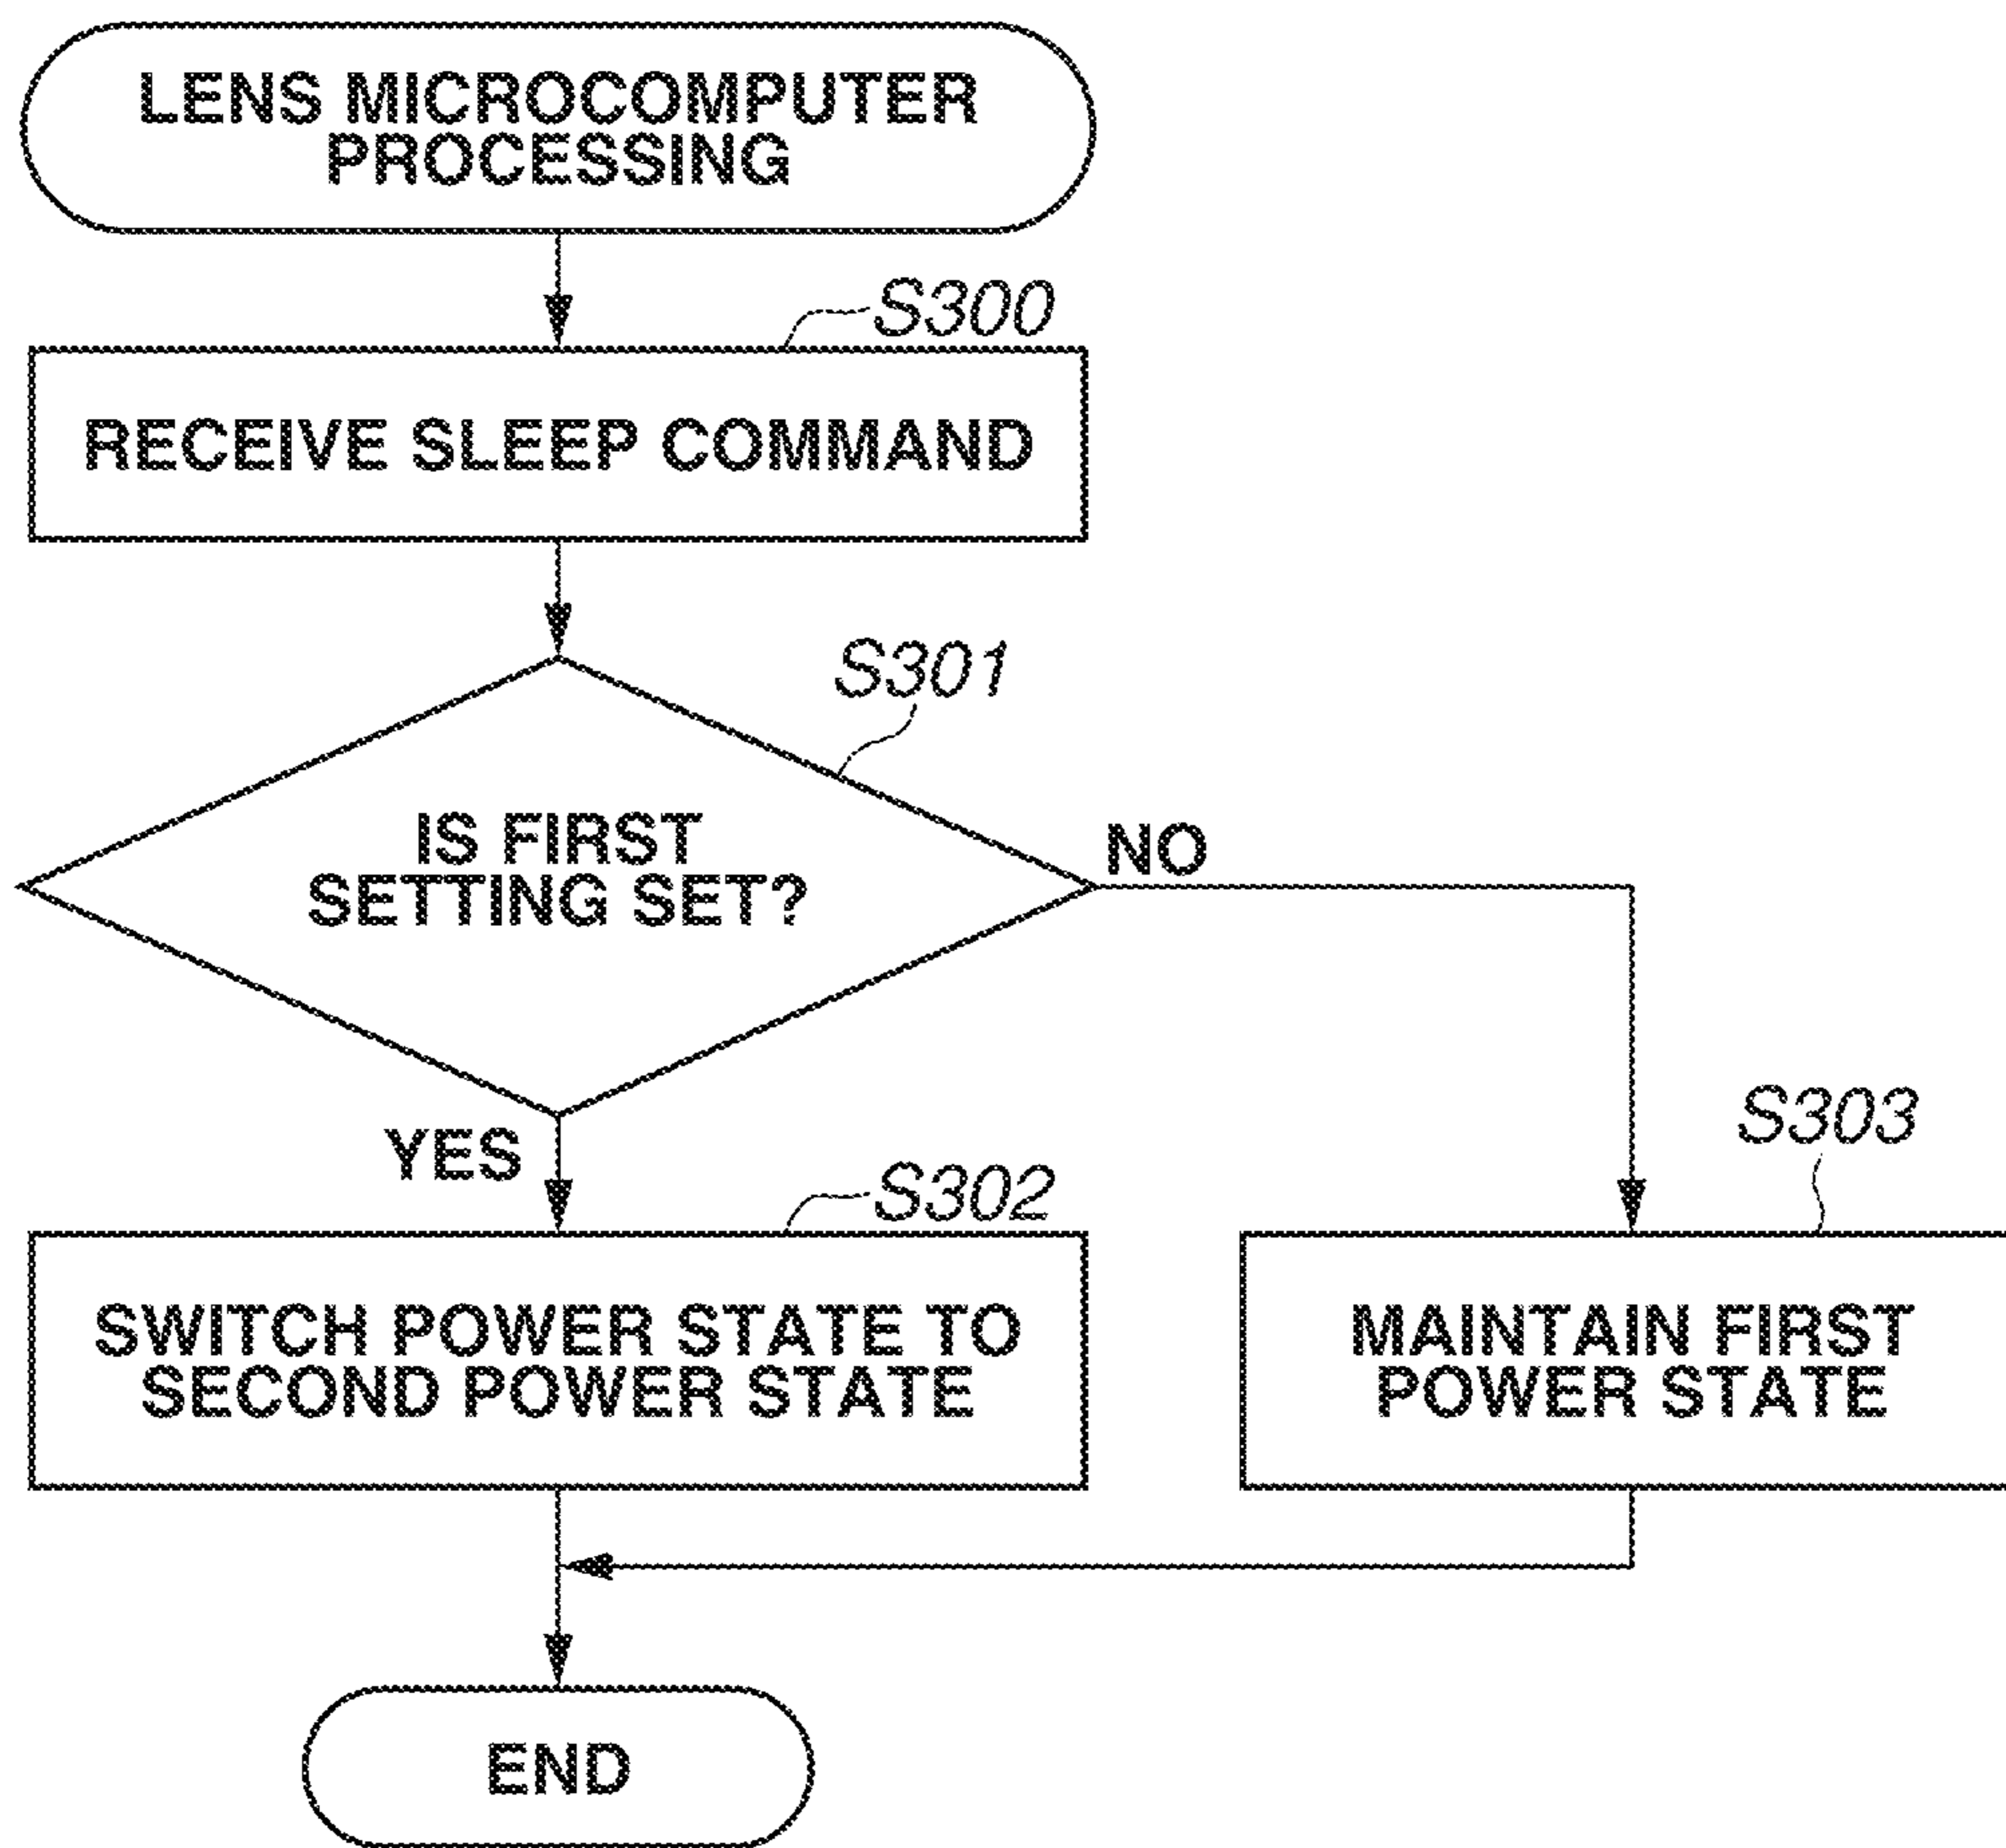 LENS MICROCOMPUTER
PROCESSING
S300
RECEIVE SLEEP COMMAND
S301
IS FIRST
SETTING SET?
NO
YES
S302
SWITCH POWER STATE TO
SECOND POWER STATE
S303
MAINTAIN FIRST
POWER STATE
END